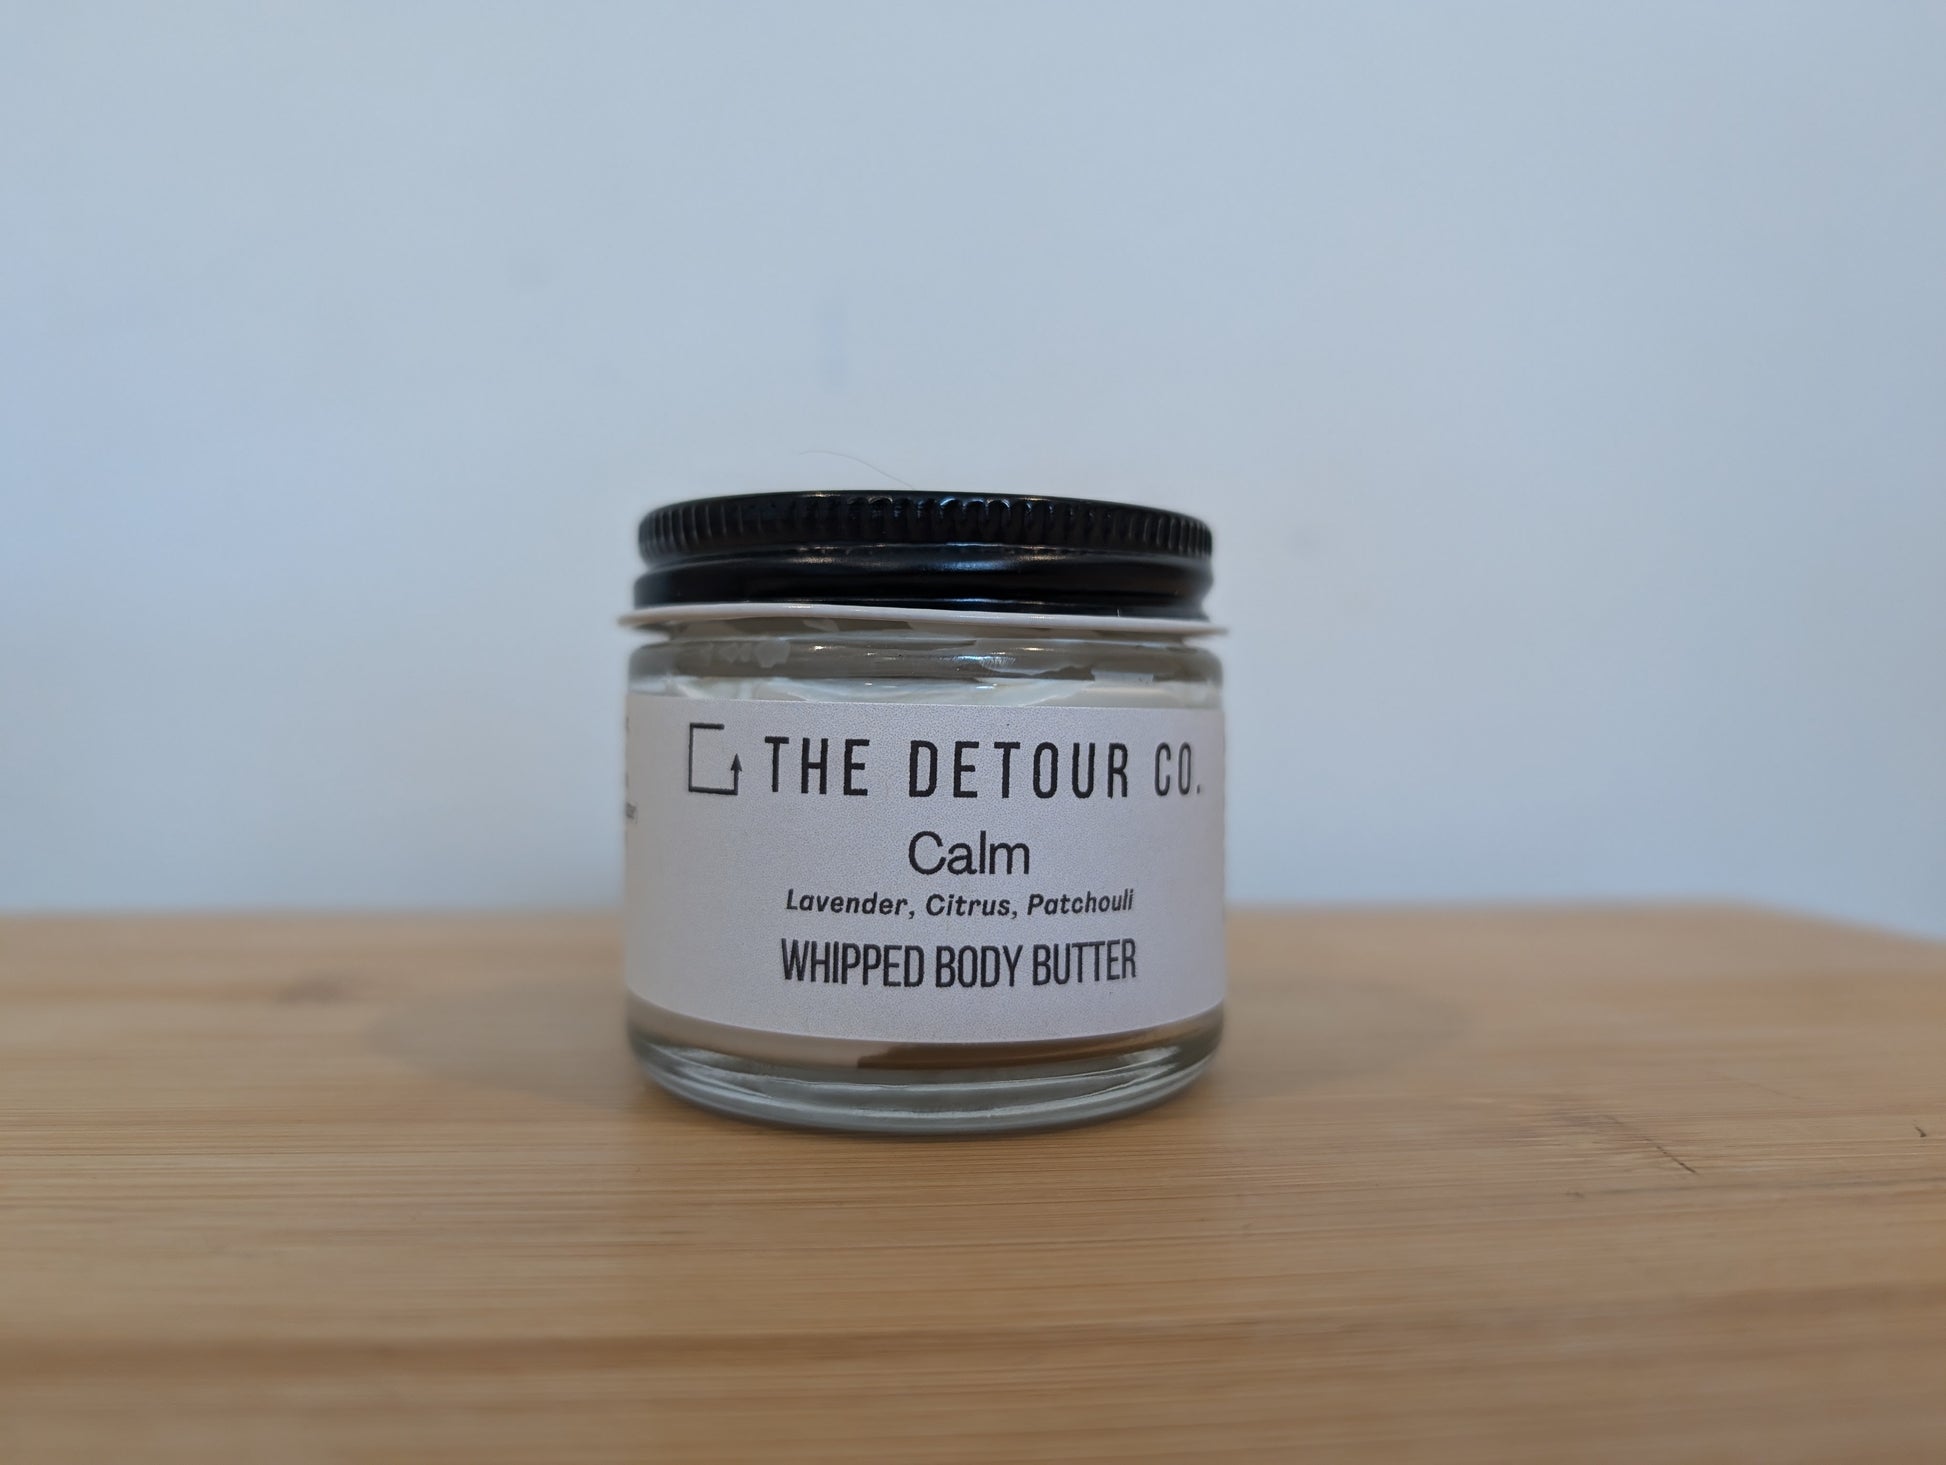 THE DETOUR CO.
Calm
Lavender, Citrus, Patchouli
WHIPPED BODY BUTTER